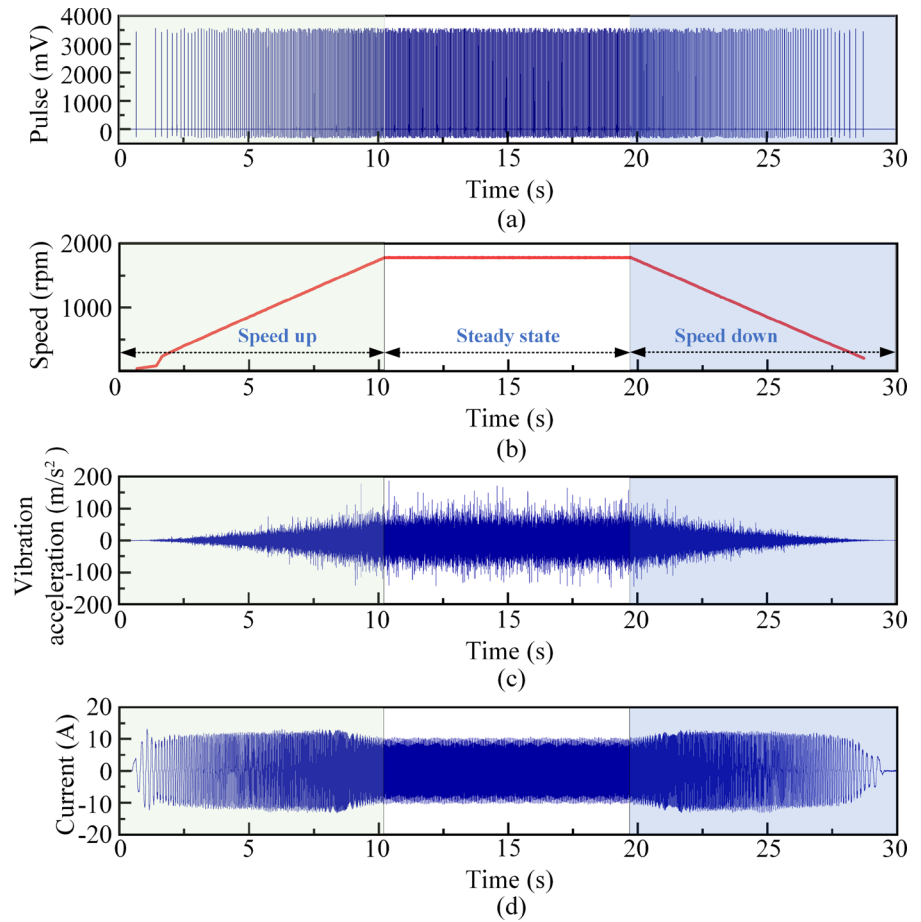 4000
3000
2000
1000
0
Pulse (mV)
0 5 10 15 20 25 30
Time (s)
(a)
2000
1000
Speed (rpm)
Speed up Steady state Speed down
0 5 10 15 20 25 30
Time (s)
(b)
200
100
0
-100
-200
Vibration
acceleration (m/s²)
0 5 10 15 20 25 30
Time (s)
(c)
20
10
0
-10
-20
Current (A)
0 5 10 15 20 25 30
Time (s)
(d)